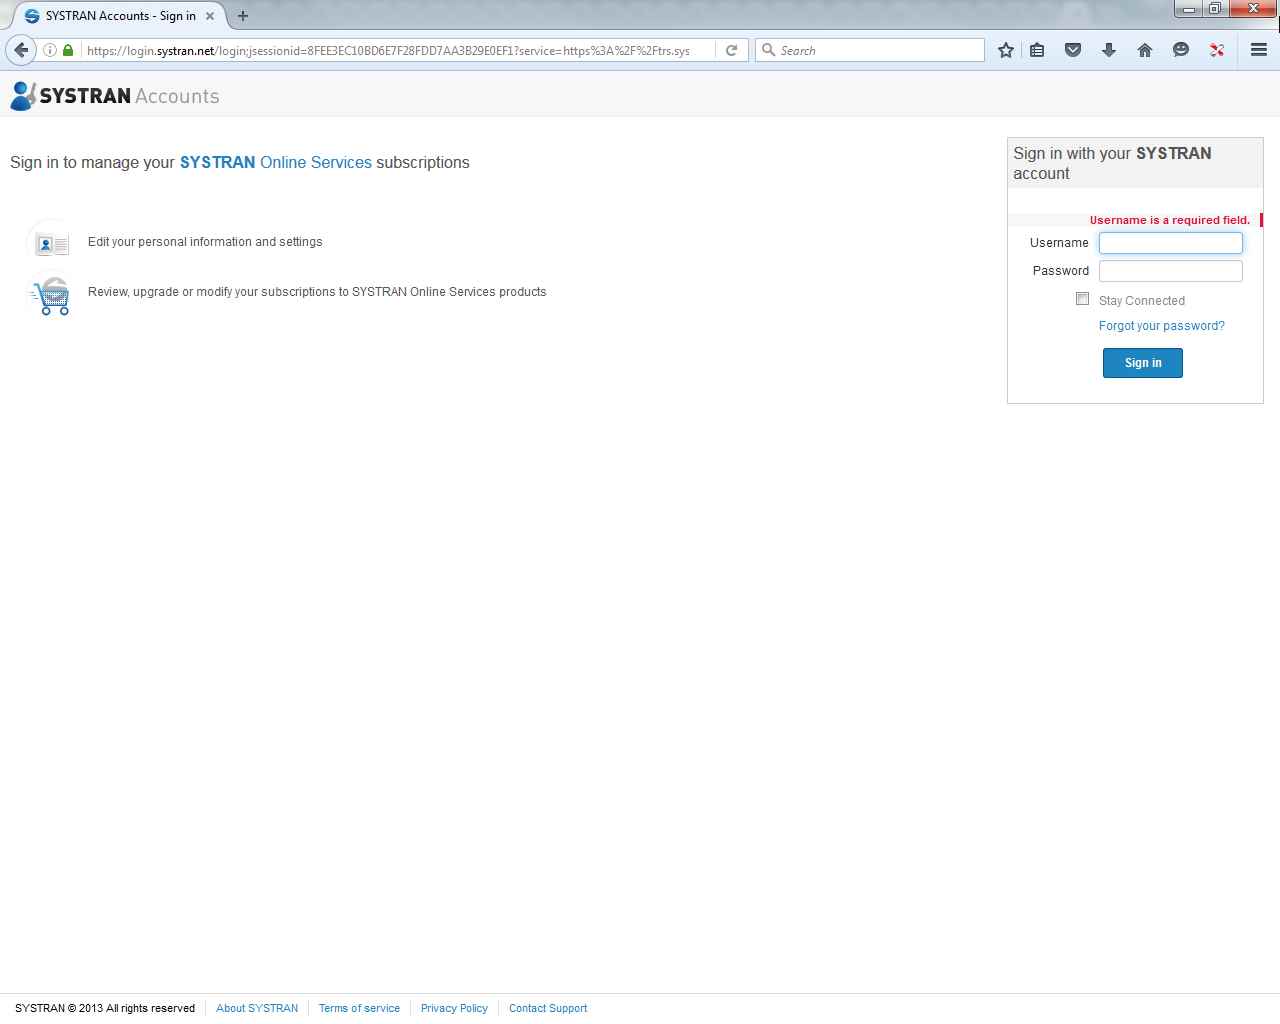 SYSTRAN Accounts - Sign in
https://login.systran.net/login;jsessionid=8FEE3EC10BD6E7F28FDD7AA3B29E0EF1?service=https%3A%2F%2Ftrs.sys
Search
SYSTRAN Accounts
Sign in to manage your SYSTRAN Online Services subscriptions
Edit your personal information and settings
Review, upgrade or modify your subscriptions to SYSTRAN Online Services products
Sign in with your SYSTRAN
account
Username is a required field.
Username
Password
Stay Connected
Forgot your password?
Sign in
SYSTRAN © 2013 All rights reserved
About SYSTRAN
Terms of service
Privacy Policy
Contact Support